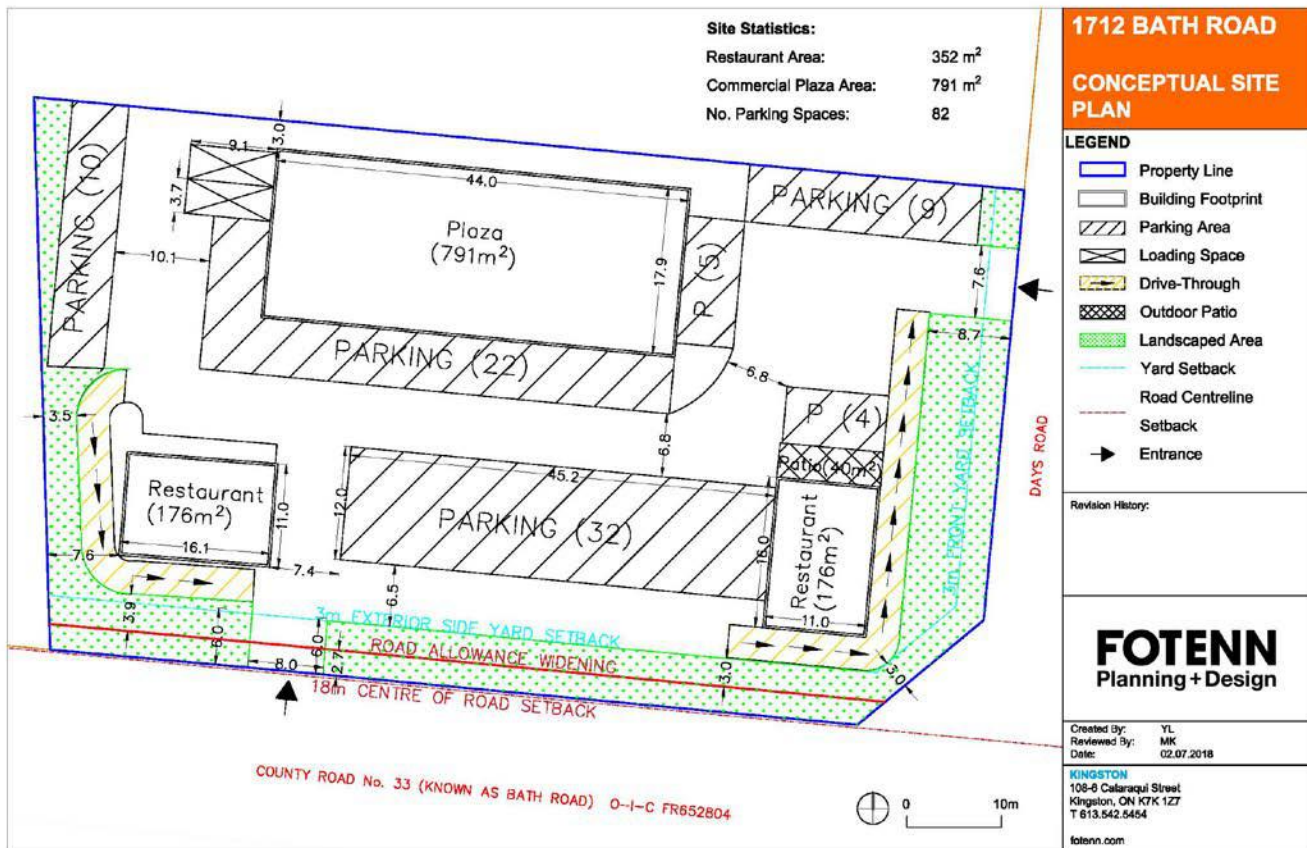 Site Statistics:
Restaurant Area: 352 m²
Commercial Plaza Area: 791 m²
No. Parking Spaces: 82
PARKING (10)
9.1
3.0
3.7
44.0
Plaza
(791m²)
17.9
10.1
PARKING (22)
P (5)
PARKING (9)
7.6
8.7
6.8
P (4)
Patio(40m²)
6.8
3.5
Restaurant
(176m²)
11.0
16.1
7.6
7.4
12.0
45.2
PARKING (32)
16.0
Restaurant
(176m²)
11.0
3m FRONT YARD SETBACK
DAYS ROAD
6.5
3.9
6.0
8.0
6.0
2.7
3.0
3.0
3m EXTERIOR SIDE YARD SETBACK
ROAD ALLOWANCE WIDENING
18m CENTRE OF ROAD SETBACK
COUNTY ROAD No. 33 (KNOWN AS BATH ROAD) O-I-C FR652804
0 10m
1712 BATH ROAD
CONCEPTUAL SITE
PLAN
LEGEND
Property Line
Building Footprint
Parking Area
Loading Space
Drive-Through
Outdoor Patio
Landscaped Area
Yard Setback
Road Centreline
Setback
Entrance
Revision History:
FOTENN
Planning + Design
Created By: YL
Reviewed By: MK
Date: 02.07.2018
KINGSTON
108-6 Cataraqui Street
Kingston, ON K7K 1Z7
T 613.542.5454
fotenn.com